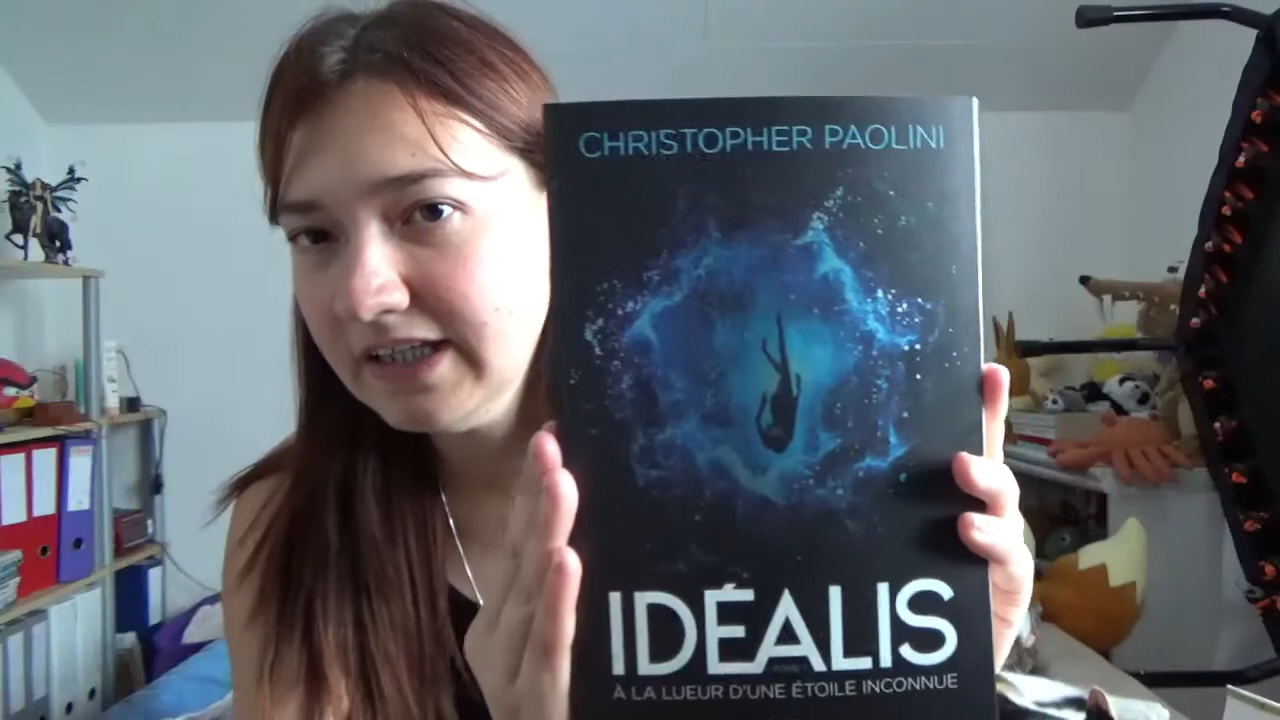 CHRISTOPHER PAOLINI
IDÉALIS
À LA LUEUR D'UNE ÉTOILE INCONNUE